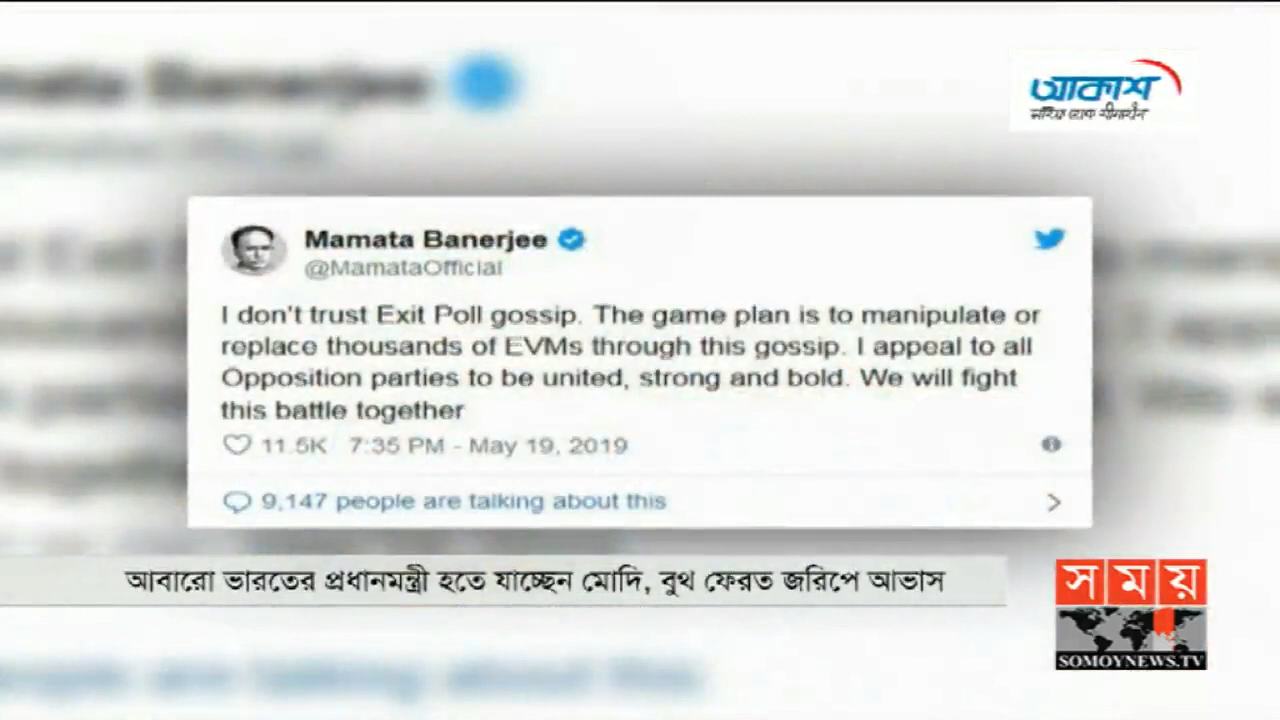 mata Banerjee
আকাশ
Mamata Banerjee
@MamataOfficial
I don't trust Exit Poll gossip. The game plan is to manipulate or
replace thousands of EVMs through this gossip. I appeal to all
Opposition parties to be united, strong and bold. We will fight
this battle together
11.5K 7:35 PM - May 19, 2019
9,147 people are talking about this
আবারো ভারতের প্রধানমন্ত্রী হতে যাচ্ছেন মোদি, বুথ ফেরত জরিপে আভাস
সময়
SOMOYNEWS.TV